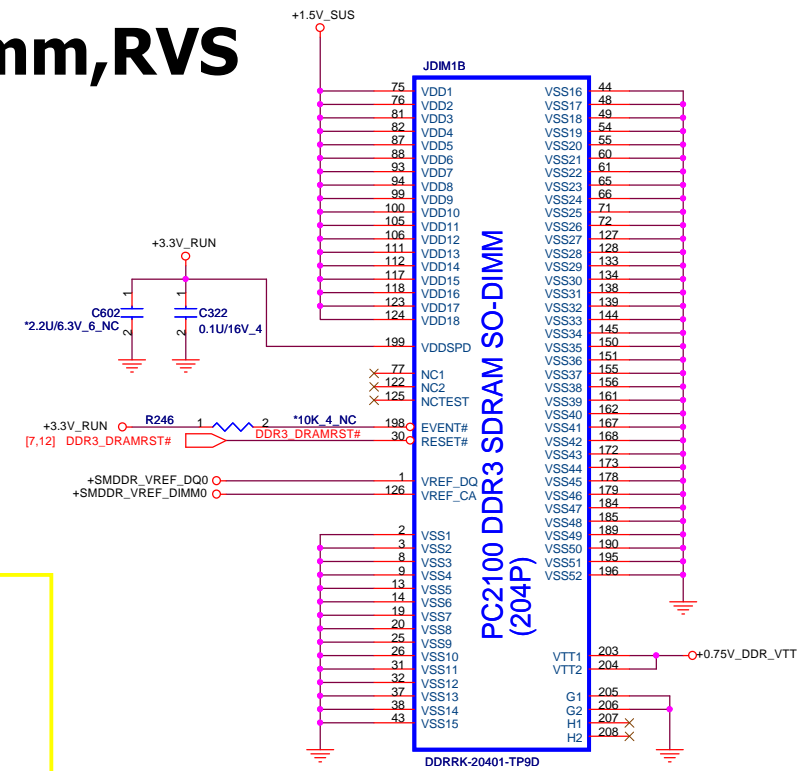 mm,RVS
+1.5V_SUS
JDIM1B
75 VDD1
76 VDD2
81 VDD3
82 VDD4
87 VDD5
88 VDD6
93 VDD7
94 VDD8
99 VDD9
100 VDD10
105 VDD11
106 VDD12
111 VDD13
112 VDD14
117 VDD15
118 VDD16
123 VDD17
124 VDD18
199 VDDSPD
77 NC1
122 NC2
125 NCTEST
198 EVENT#
30 RESET#
1 VREF_DQ
126 VREF_CA
2 VSS1
3 VSS2
8 VSS3
9 VSS4
13 VSS5
14 VSS6
19 VSS7
20 VSS8
25 VSS9
26 VSS10
31 VSS11
32 VSS12
37 VSS13
38 VSS14
43 VSS15
+3.3V_RUN
1
C602
*2.2U/6.3V_6_NC
2
1
C322
0.1U/16V_4
2
+3.3V_RUN
R246
1
2
*10K_4_NC
[7,12] DDR3_DRAMRST#
DDR3_DRAMRST#
+SMDDR_VREF_DQ0
+SMDDR_VREF_DIMM0
PC2100 DDR3 SDRAM SO-DIMM
(204P)
VSS16 44
VSS17 48
VSS18 49
VSS19 54
VSS20 55
VSS21 60
VSS22 61
VSS23 65
VSS24 66
VSS25 71
VSS26 72
VSS27 127
VSS28 128
VSS29 133
VSS30 134
VSS31 138
VSS32 139
VSS33 144
VSS34 145
VSS35 150
VSS36 151
VSS37 155
VSS38 156
VSS39 161
VSS40 162
VSS41 167
VSS42 168
VSS43 172
VSS44 173
VSS45 178
VSS46 179
VSS47 184
VSS48 185
VSS49 189
VSS50 190
VSS51 195
VSS52 196
VTT1 203
VTT2 204
+0.75V_DDR_VTT
G1 205
G2 206
H1 207
H2 208
DDRRK-20401-TP9D